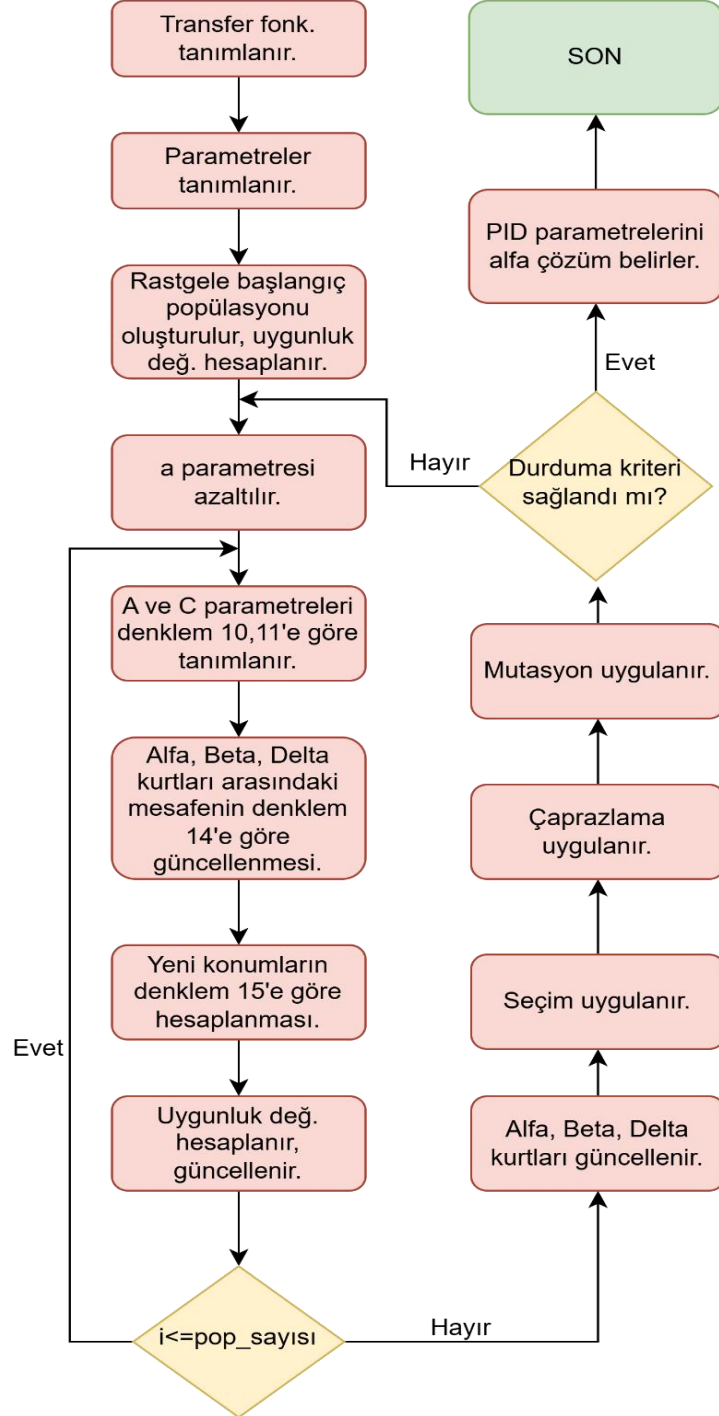 Transfer fonk.
tanımlanır.
Parametreler
tanımlanır.
Rastgele başlangıç
popülasyonu
oluşturulur, uygunluk
değ. hesaplanır.
a parametresi
azaltılır.
A ve C parametreleri
denklem 10,11'e göre
tanımlanır.
Alfa, Beta, Delta
kurtları arasındaki
mesafenin denklem
14'e göre
güncellenmesi.
Yeni konumların
denklem 15'e göre
hesaplanması.
Uygunluk değ.
hesaplanır,
güncellenir.
i<=pop_sayısı
Evet
Hayır
Alfa, Beta, Delta
kurtları güncellenir.
Seçim uygulanır.
Çaprazlama
uygulanır.
Mutasyon uygulanır.
Durduma kriteri
sağlandı mı?
Hayır
Evet
PID parametrelerini
alfa çözüm belirler.
SON